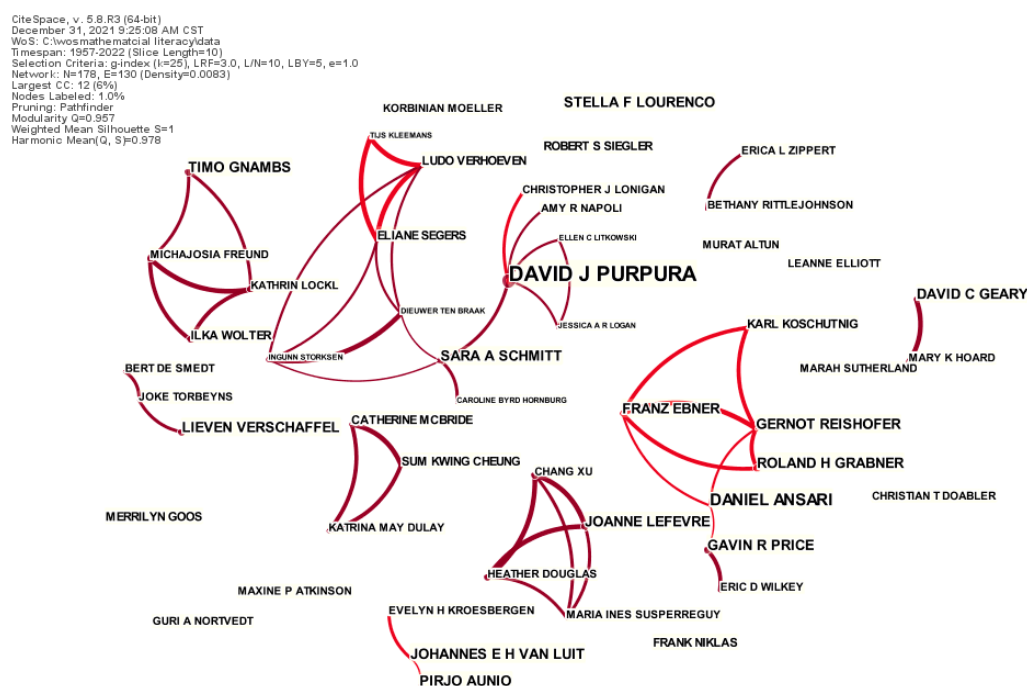 CiteSpace, v. 5.8.R3 (64-bit)
December 31, 2021 9:25:08 AM CST
WoS: C:\wosmathematcial literacy\data
Timespan: 1957-2022 (Slice Length=10)
Selection Criteria: g-index (k=25), LRF=3.0, L/N=10, LBY=5, e=1.0
Network: N=178, E=130 (Density=0.0083)
Largest CC: 12 (6%)
Nodes Labeled: 1.0%
Pruning: Pathfinder
Modularity Q=0.957
Weighted Mean Silhouette S=1
Harmonic Mean(Q, S)=0.978
STELLA F LOURENCO
KORBINIAN MOELLER
TIJS KLEEMANS
ROBERT S SIEGLER
ERICA L ZIPPERT
LUDO VERHOEVEN
TIMO GNAMBS
CHRISTOPHER J LONIGAN
BETHANY RITTLEJOHNSON
AMY R NAPOLI
ELIANE SEGERS
ELLEN C LITKOWSKI
MURAT ALTUN
MICHAJOSIA FREUND
LEANNE ELLIOTT
DAVID J PURPURA
KATHRIN LOCKL
DAVID C GEARY
DIEUWER TEN BRAAK
JESSICA A R LOGAN
KARL KOSCHUTNIG
ILKA WOLTER
INGUNN STORKSEN
SARA A SCHMITT
MARY K HOARD
BERT DE SMEDT
MARAH SUTHERLAND
JOKE TORBEYNS
CAROLINE BYRD HORNBURG
FRANZ EBNER
CATHERINE MCBRIDE
GERNOT REISHOFER
LIEVEN VERSCHAFFEL
SUM KWING CHEUNG
ROLAND H GRABNER
CHANG XU
CHRISTIAN T DOABLER
DANIEL ANSARI
MERRILYN GOOS
KATRINA MAY DULAY
JOANNE LEFEVRE
GAVIN R PRICE
HEATHER DOUGLAS
ERIC D WILKEY
MAXINE P ATKINSON
EVELYN H KROESBERGEN
MARIA INES SUSPERREGUY
GURI A NORTVEDT
FRANK NIKLAS
JOHANNES E H VAN LUIT
PIRJO AUNIO